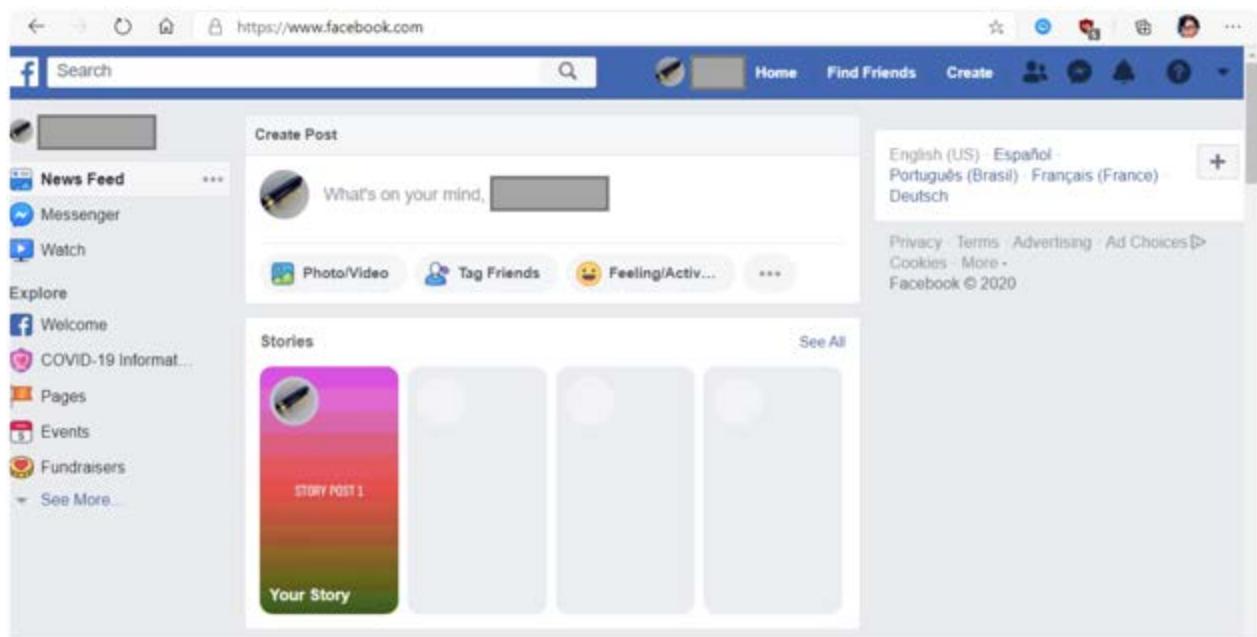 https://www.facebook.com
Search
Home Find Friends Create
News Feed
Messenger
Watch
Explore
Welcome
COVID-19 Informat...
Pages
Events
Fundraisers
See More...
Create Post
What's on your mind,
Photo/Video Tag Friends Feeling/Activ...
Stories See All
STORY POST 1
Your Story
English (US) · Español ·
Português (Brasil) · Français (France) ·
Deutsch
Privacy · Terms · Advertising · Ad Choices
Cookies · More
Facebook © 2020